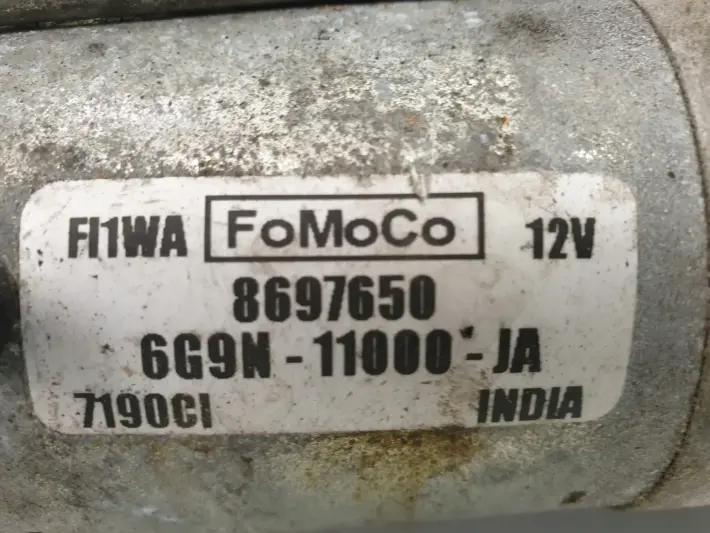 FI1WA FoMoCo 12V
8697650
6G9N - 11000 - JA
7190CI INDIA